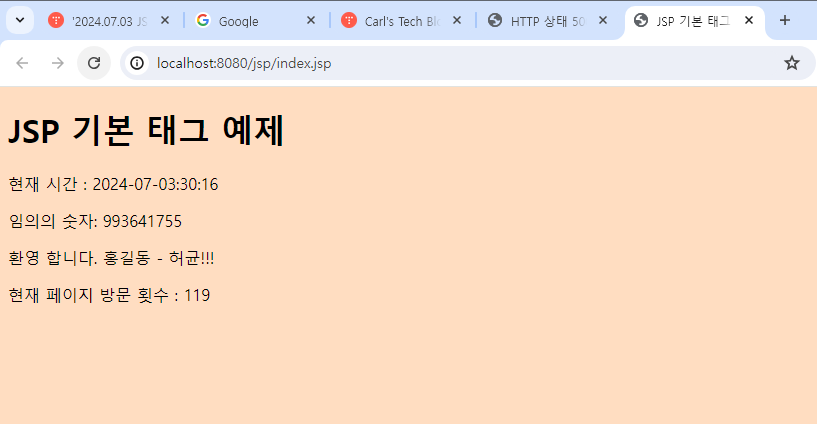 '2024.07.03 JS
Google
Carl's Tech Blo
HTTP 상태 50
JSP 기본 태그
localhost:8080/jsp/index.jsp
JSP 기본 태그 예제
현재 시간 : 2024-07-03:30:16
임의의 숫자: 993641755
환영 합니다. 홍길동 - 허균!!!
현재 페이지 방문 횟수 : 119